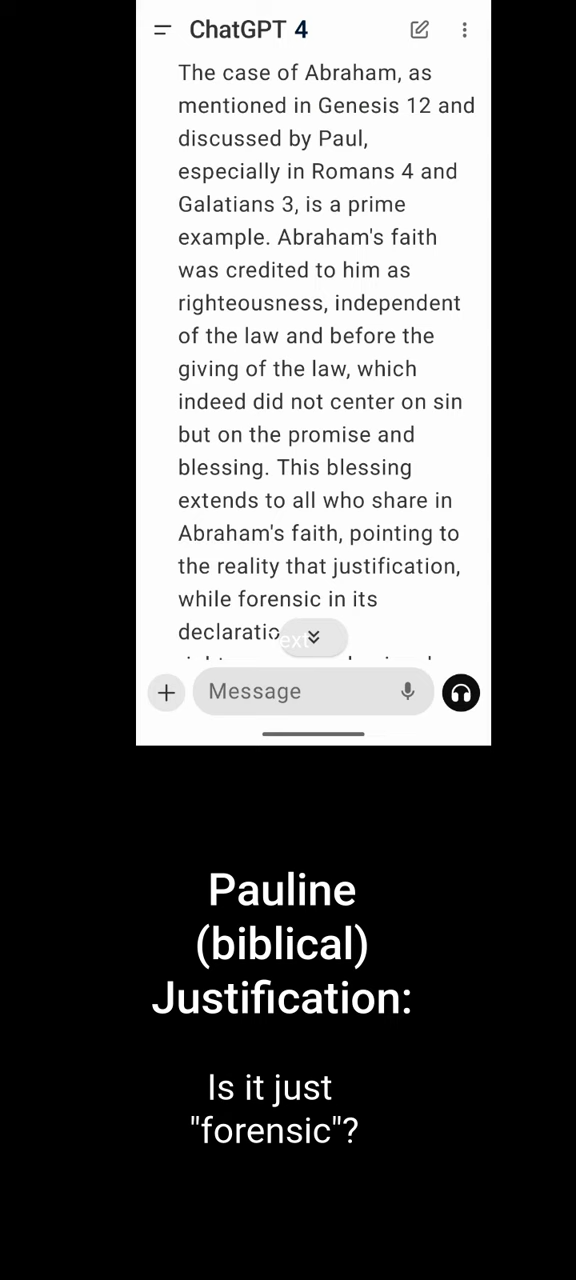 ChatGPT 4
The case of Abraham, as
mentioned in Genesis 12 and
discussed by Paul,
especially in Romans 4 and
Galatians 3, is a prime
example. Abraham's faith
was credited to him as
righteousness, independent
of the law and before the
giving of the law, which
indeed did not center on sin
but on the promise and
blessing. This blessing
extends to all who share in
Abraham's faith, pointing to
the reality that justification,
while forensic in its
declaratio
Message
Pauline
(biblical)
Justification:
Is it just
"forensic"?